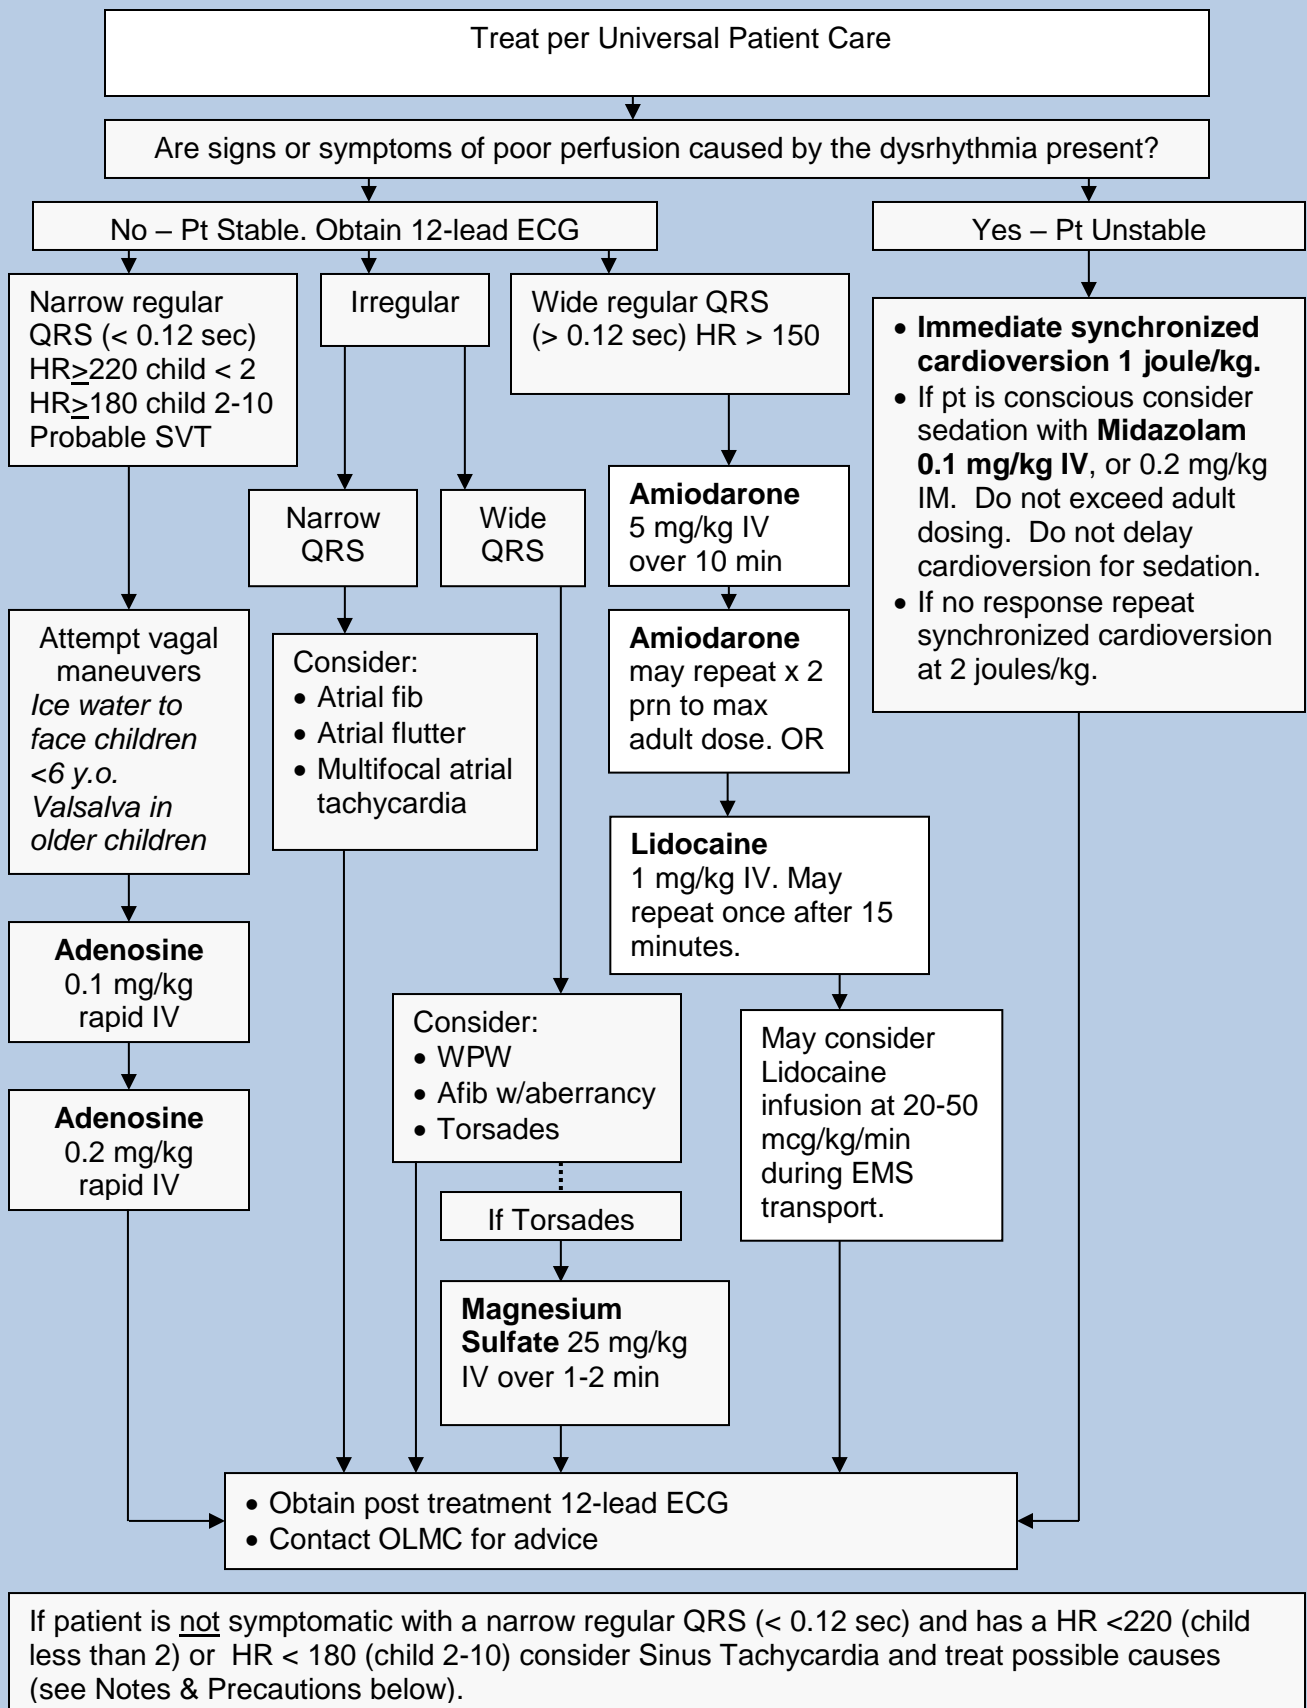 Treat per Universal Patient Care
Are signs or symptoms of poor perfusion caused by the dysrhythmia present?
No – Pt Stable. Obtain 12-lead ECG
Yes – Pt Unstable
Narrow regular
QRS (< 0.12 sec)
HR≥220 child < 2
HR≥180 child 2-10
Probable SVT
Irregular
Wide regular QRS
(> 0.12 sec) HR > 150
• Immediate synchronized
cardioversion 1 joule/kg.
• If pt is conscious consider
sedation with Midazolam
0.1 mg/kg IV, or 0.2 mg/kg
IM. Do not exceed adult
dosing. Do not delay
cardioversion for sedation.
• If no response repeat
synchronized cardioversion
at 2 joules/kg.
Narrow
QRS
Wide
QRS
Amiodarone
5 mg/kg IV
over 10 min
Attempt vagal
maneuvers
Ice water to
face children
<6 y.o.
Valsalva in
older children
Consider:
• Atrial fib
• Atrial flutter
• Multifocal atrial
tachycardia
Amiodarone
may repeat x 2
prn to max
adult dose. OR
Lidocaine
1 mg/kg IV. May
repeat once after 15
minutes.
Adenosine
0.1 mg/kg
rapid IV
Consider:
• WPW
• Afib w/aberrancy
• Torsades
May consider
Lidocaine
infusion at 20-50
mcg/kg/min
during EMS
transport.
Adenosine
0.2 mg/kg
rapid IV
If Torsades
Magnesium
Sulfate 25 mg/kg
IV over 1-2 min
• Obtain post treatment 12-lead ECG
• Contact OLMC for advice
If patient is not symptomatic with a narrow regular QRS (< 0.12 sec) and has a HR <220 (child
less than 2) or HR < 180 (child 2-10) consider Sinus Tachycardia and treat possible causes
(see Notes & Precautions below).